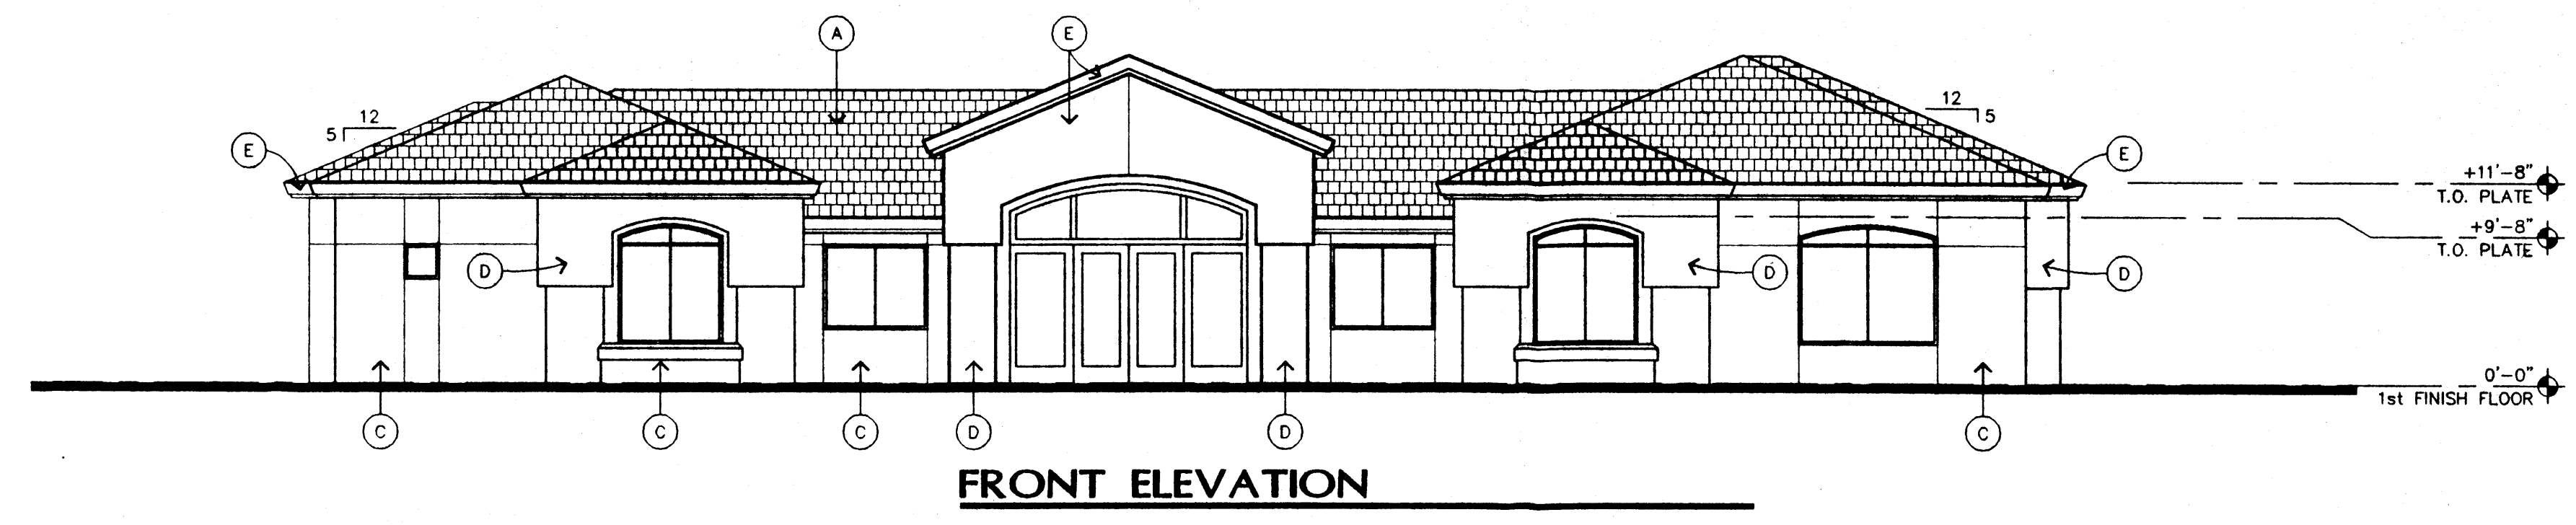 A
E
12
5
12
5
E
E
+11'-8"
T.O. PLATE
+9'-8"
T.O. PLATE
D
D
D
0'-0"
1st FINISH FLOOR
C
C
C
D
D
C
FRONT ELEVATION